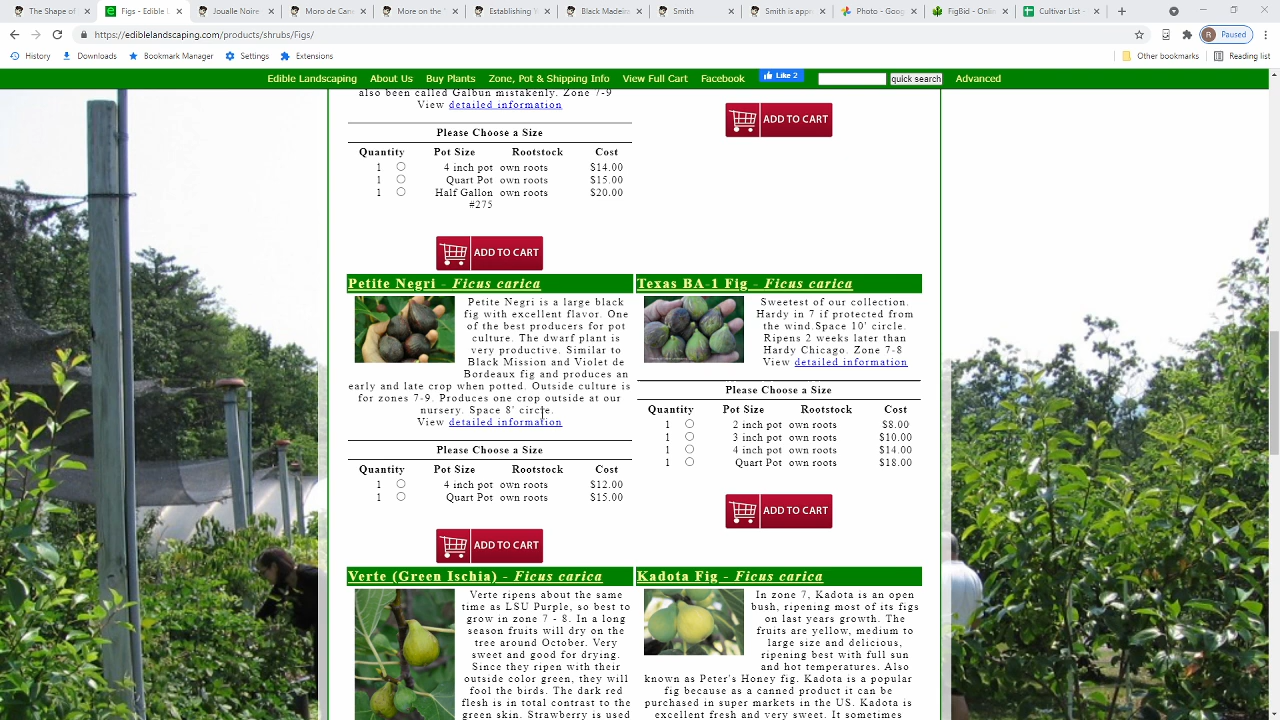 The Shape of
Figs - Edible L
Joualle Noire
Moro de Can
More on the
Establishing
Black Madeir
Smith
Smith is appr
Photo - Goog
FigBid - Onlin
Cultivar List -
https://ediblelandscaping.com/products/shrubs/Figs/
R Paused
History Downloads Bookmark Manager Settings Extensions Other bookmarks Reading list
Edible Landscaping About Us Buy Plants Zone, Pot & Shipping Info View Full Cart Facebook Like 2 quick search Advanced
also been called Galbun mistakenly. Zone 7-9
View detailed information
Please Choose a Size
Quantity Pot Size Rootstock Cost
1 4 inch pot own roots $14.00
1 Quart Pot own roots $15.00
1 Half Gallon own roots $20.00
#275
ADD TO CART
ADD TO CART
Petite Negri - Ficus carica
Petite Negri is a large black
fig with excellent flavor. One
of the best producers for pot
culture. The dwarf plant is
very productive. Similar to
Black Mission and Violet de
Bordeaux fig and produces an
early and late crop when potted. Outside culture is
for zones 7-9. Produces one crop outside at our
nursery. Space 8' circle.
View detailed information
Please Choose a Size
Quantity Pot Size Rootstock Cost
1 4 inch pot own roots $12.00
1 Quart Pot own roots $15.00
ADD TO CART
Texas BA-1 Fig - Ficus carica
Sweetest of our collection.
Hardy in 7 if protected from
the wind.Space 10' circle.
Ripens 2 weeks later than
Hardy Chicago. Zone 7-8
View detailed information
Please Choose a Size
Quantity Pot Size Rootstock Cost
1 2 inch pot own roots $8.00
1 3 inch pot own roots $10.00
1 4 inch pot own roots $14.00
1 Quart Pot own roots $18.00
ADD TO CART
Verte (Green Ischia) - Ficus carica
Verte ripens about the same
time as LSU Purple, so best to
grow in zone 7 - 8. In a long
season fruits will dry on the
tree around October. Very
sweet and good for drying.
Since they ripen with their
outside color green, they will
fool the birds. The dark red
flesh is in total contrast to the
green skin. Strawberry is used
Kadota Fig - Ficus carica
In zone 7, Kadota is an open
bush, ripening most of its figs
on last years growth. The
fruits are yellow, medium to
large size and delicious,
ripening best with full sun
and hot temperatures. Also
known as Peter's Honey fig. Kadota is a popular
fig because as a canned product it can be
purchased in super markets in the US. Kadota is
excellent fresh and very sweet. It sometimes